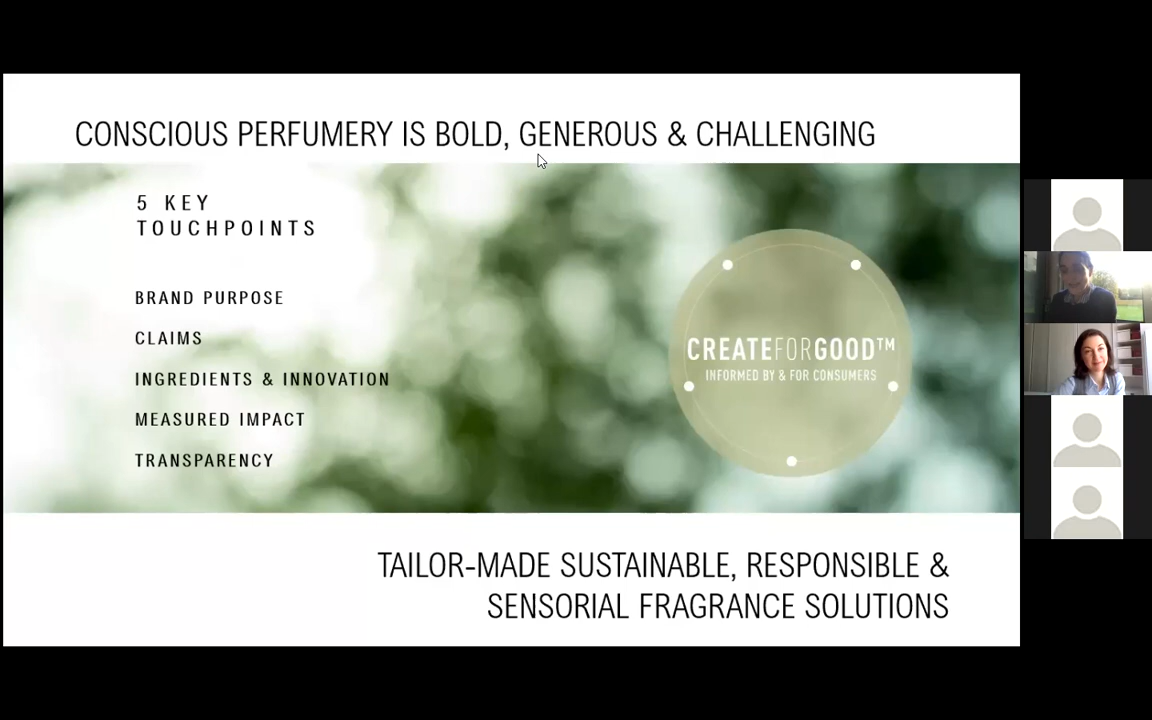 CONSCIOUS PERFUMERY IS BOLD, GENEROUS & CHALLENGING
5 KEY
TOUCHPOINTS
BRAND PURPOSE
CLAIMS
INGREDIENTS & INNOVATION
MEASURED IMPACT
TRANSPARENCY
CREATEFORGOOD™
INFORMED BY & FOR CONSUMERS
TAILOR-MADE SUSTAINABLE, RESPONSIBLE &
SENSORIAL FRAGRANCE SOLUTIONS